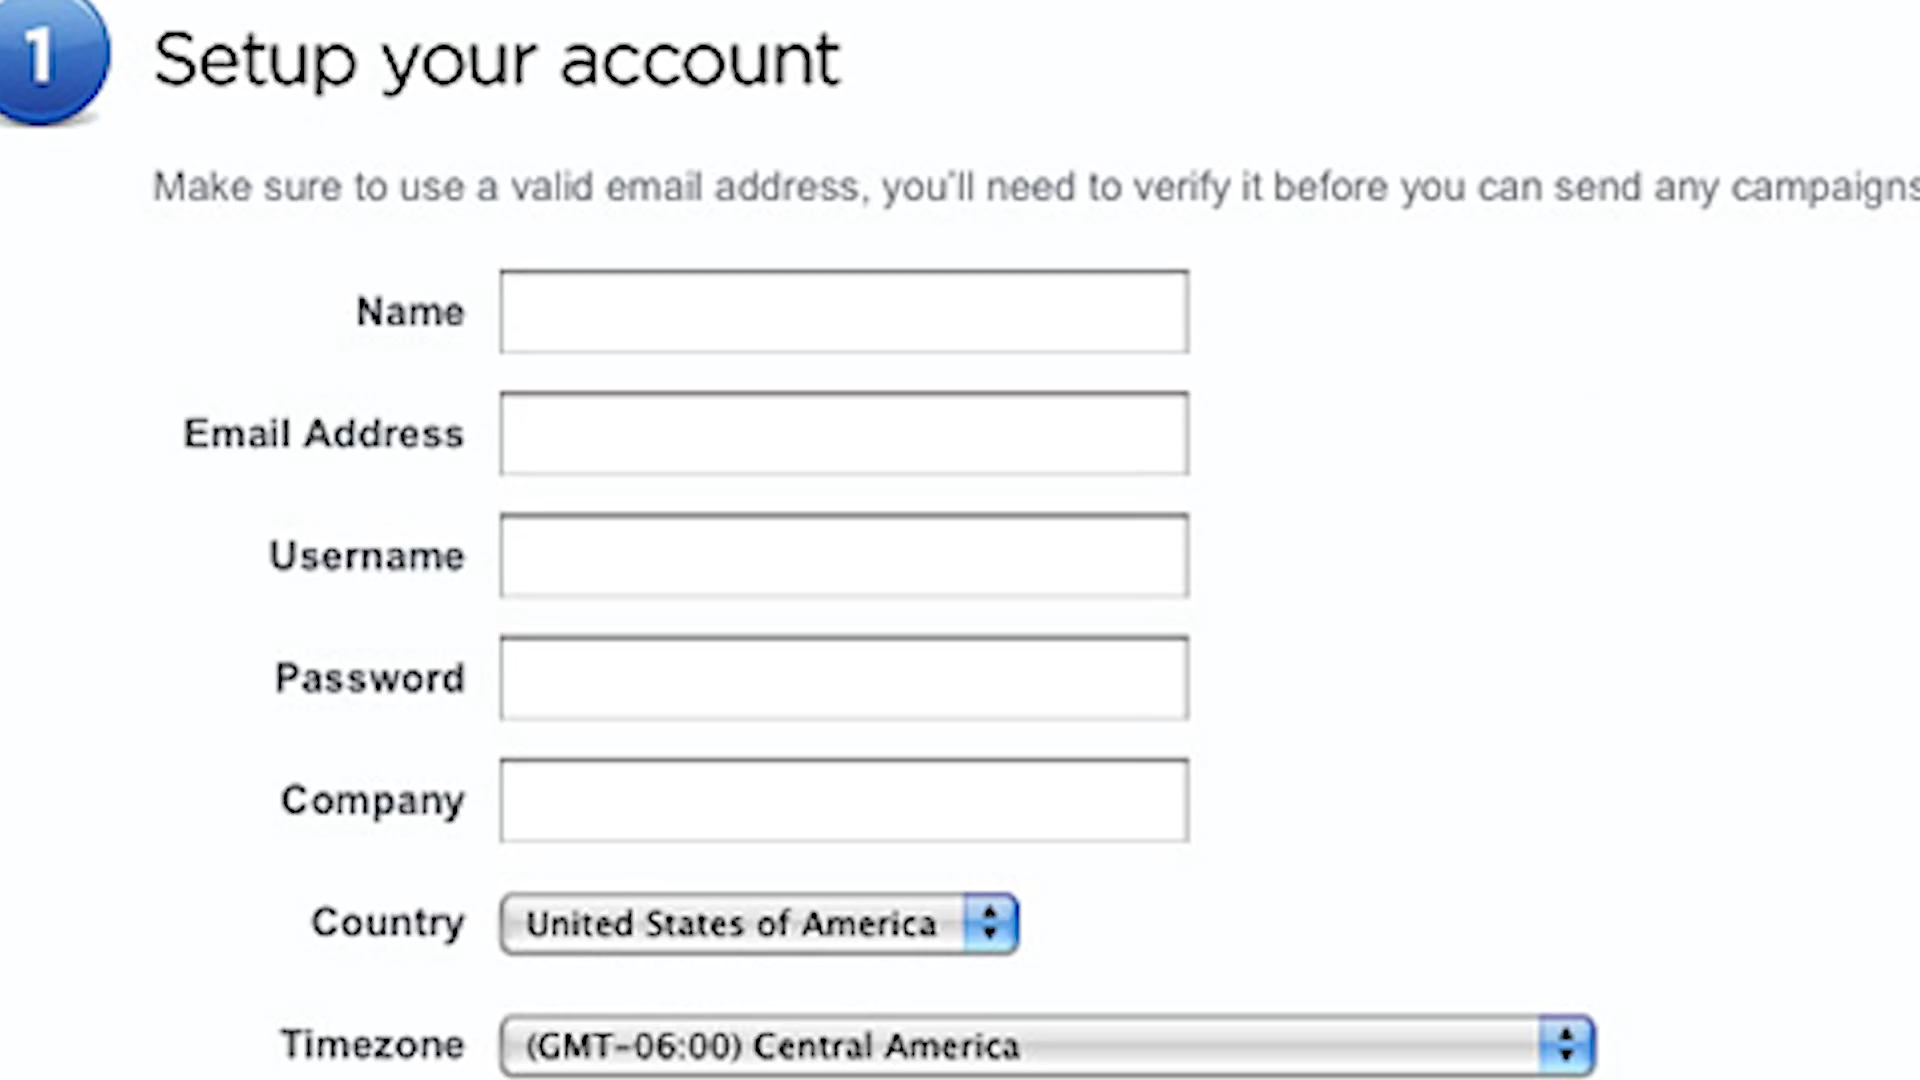 1 Setup your account
Make sure to use a valid email address, you'll need to verify it before you can send any campaigns
Name
Email Address
Username
Password
Company
Country United States of America
Timezone (GMT-06:00) Central America